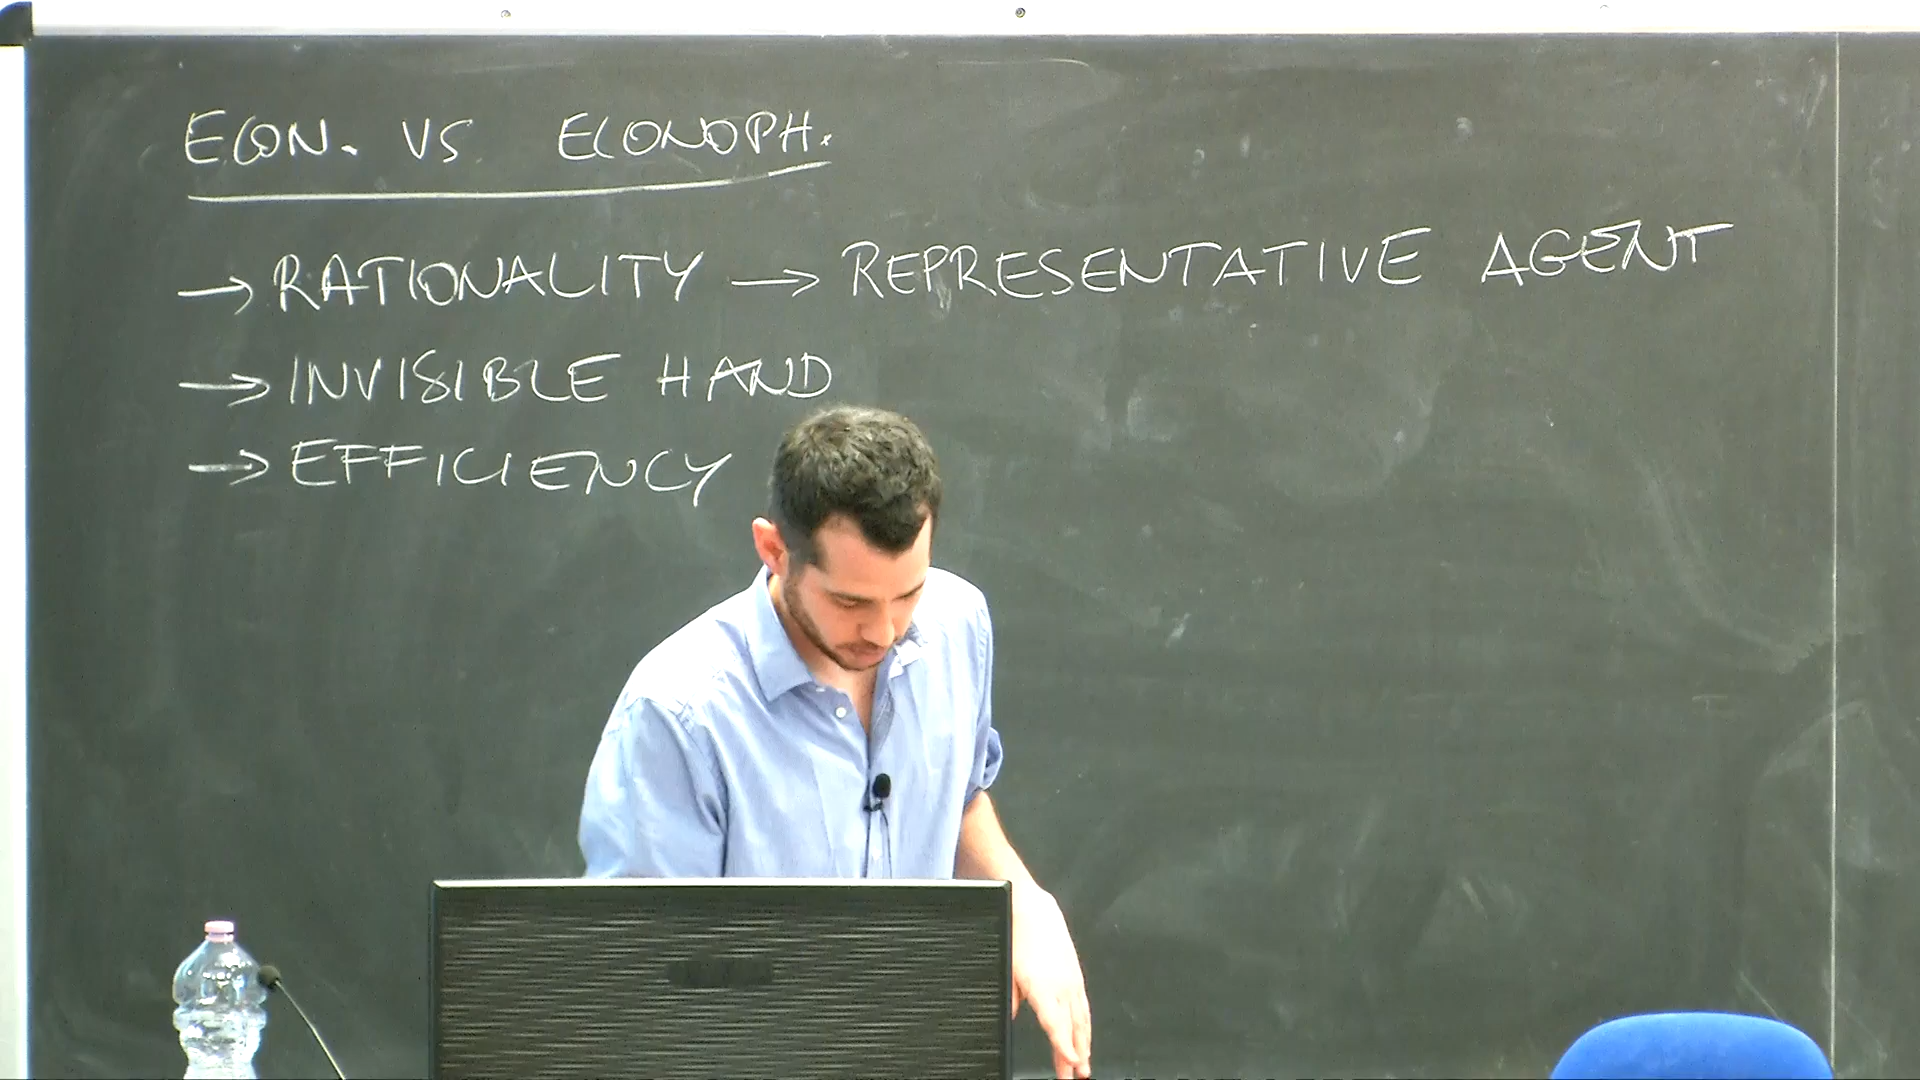 ECON. VS ECONOPH.
→ RATIONALITY → REPRESENTATIVE AGENT
→ INVISIBLE HAND
→ EFFICIENCY